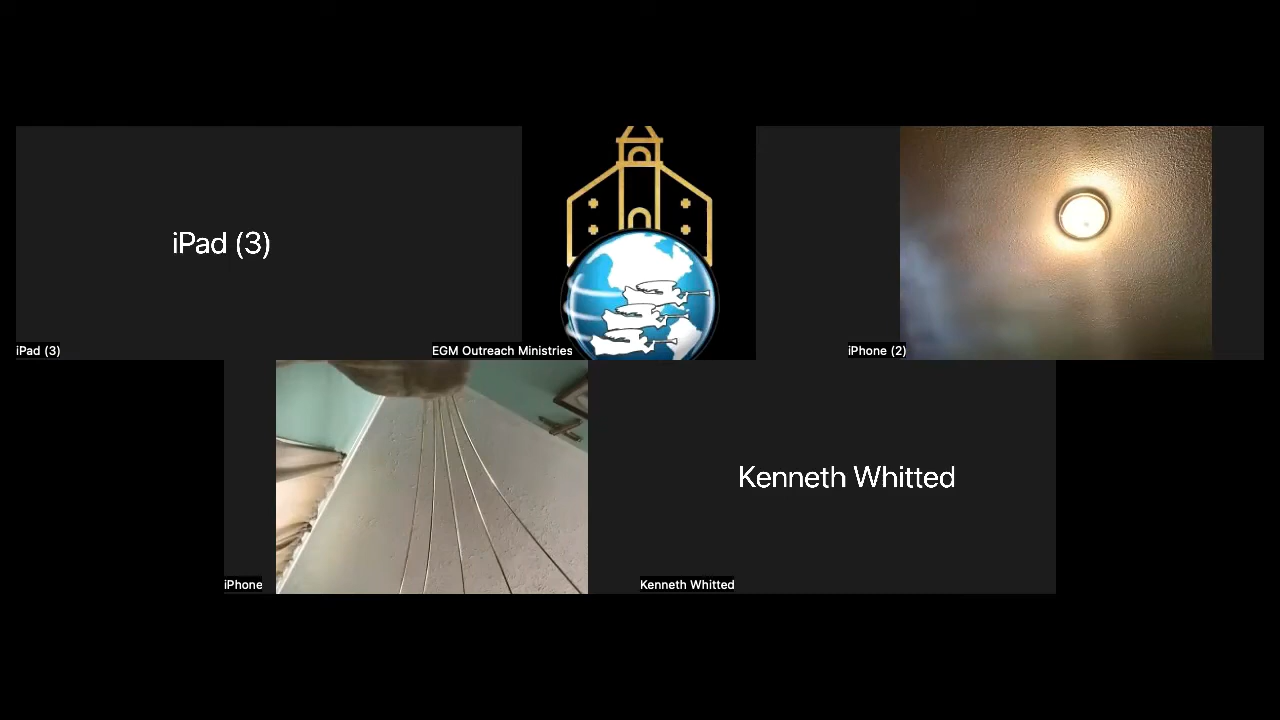 iPad (3)
iPad (3)
EGM Outreach Ministries
iPhone (2)
Kenneth Whitted
iPhone
Kenneth Whitted